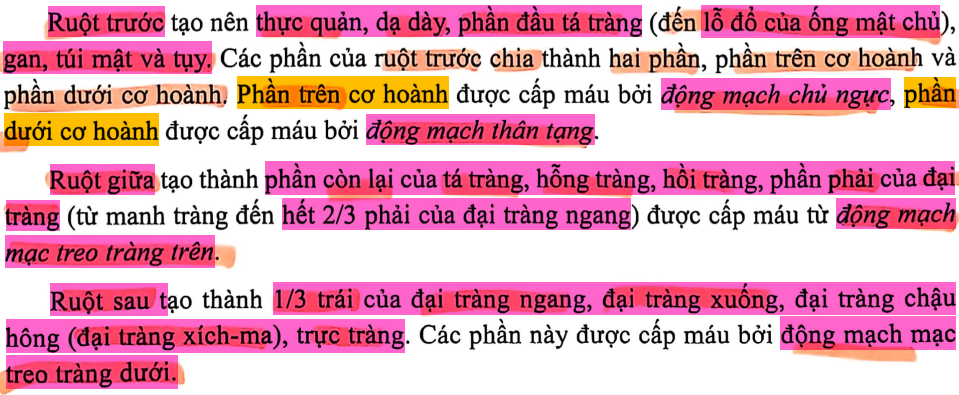 Ruột trước tạo nên thực quản, dạ dày, phần đầu tá tràng (đến lỗ đổ của ống mật chủ),
gan, túi mật và tụy. Các phần của ruột trước chia thành hai phần, phần trên cơ hoành và
phần dưới cơ hoành. Phần trên cơ hoành được cấp máu bởi động mạch chủ ngực, phần
dưới cơ hoành được cấp máu bởi động mạch thân tạng.
Ruột giữa tạo thành phần còn lại của tá tràng, hỗng tràng, hồi tràng, phần phải của đại
tràng (từ manh tràng đến hết 2/3 phải của đại tràng ngang) được cấp máu từ động mạch
mạc treo tràng trên.
Ruột sau tạo thành 1/3 trái của đại tràng ngang, đại tràng xuống, đại tràng chậu
hông (đại tràng xích-ma), trực tràng. Các phần này được cấp máu bởi động mạch mạc
treo tràng dưới.